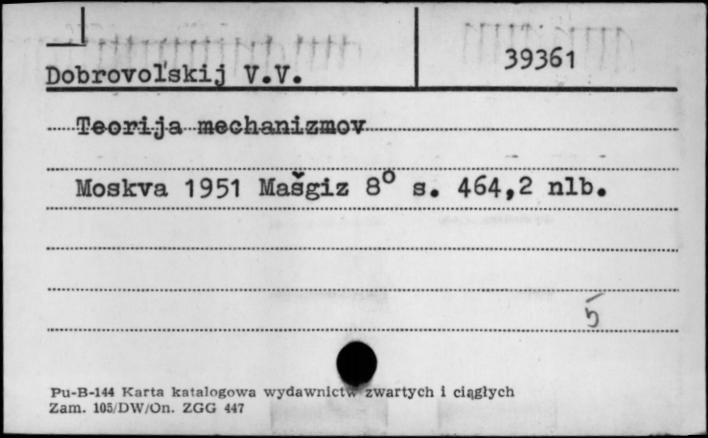 Dobrovol'skij V.V.
39361
Teorija mechanizmov
Moskva 1951 Mašgiz 8° s. 464,2 nlb.
5
Pu-B-144 Karta katalogowa wydawnictw zwartych i ciągłych
Zam. 105/DW/On. ZGG 447